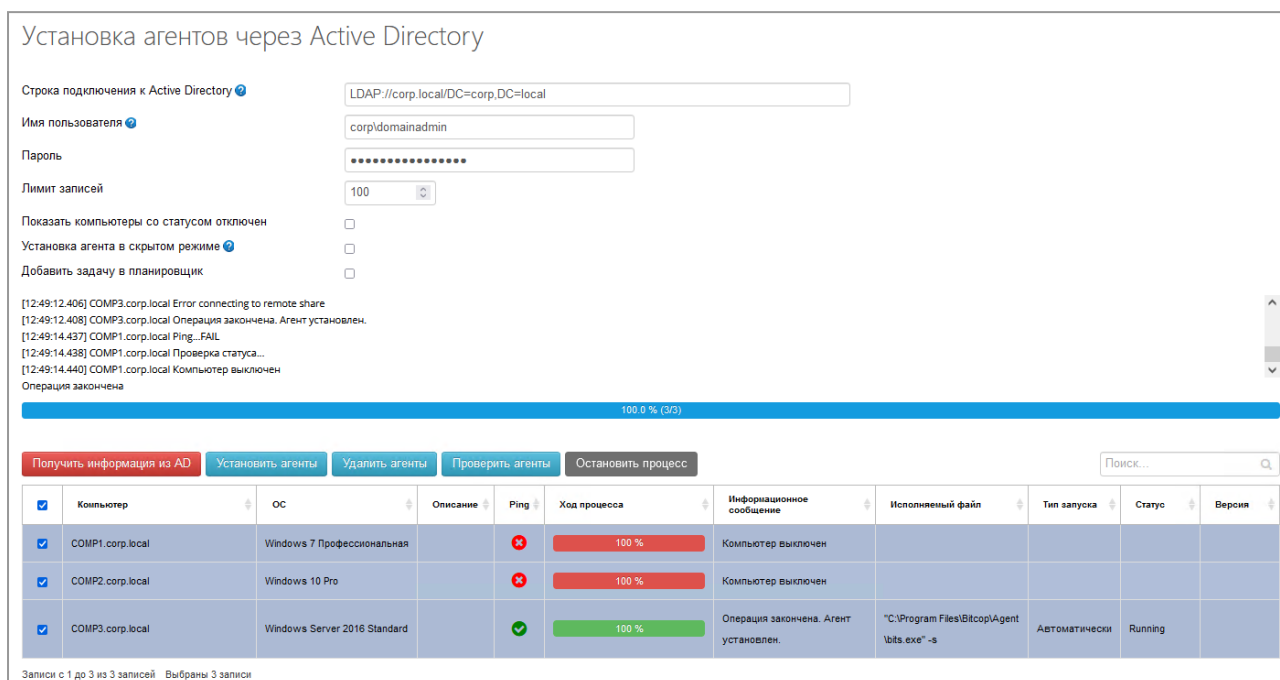 Установка агентов через Active Directory
Строка подключения к Active Directory
LDAP://corp.local/DC=corp,DC=local
Имя пользователя
corp\domainadmin
Пароль
••••••••••••••••
Лимит записей
100
Показать компьютеры со статусом отключен
Установка агента в скрытом режиме
Добавить задачу в планировщик
[12:49:12.406] COMP3.corp.local Error connecting to remote share
[12:49:12.408] COMP3.corp.local Операция закончена. Агент установлен.
[12:49:14.437] COMP1.corp.local Ping...FAIL
[12:49:14.438] COMP1.corp.local Проверка статуса...
[12:49:14.440] COMP1.corp.local Компьютер выключен
Операция закончена
100.0 % (3/3)
Получить информация из AD Установить агенты Удалить агенты Проверить агенты Остановить процесс Поиск...
Компьютер ОС Описание Ping Ход процесса Информационное сообщение Исполняемый файл Тип запуска Статус Версия
COMP1.corp.local Windows 7 Профессиональная 100 % Компьютер выключен
COMP2.corp.local Windows 10 Pro 100 % Компьютер выключен
COMP3.corp.local Windows Server 2016 Standard 100 % Операция закончена. Агент установлен. "C:\Program Files\Bitcop\Agent\bits.exe" -s Автоматически Running
Записи с 1 до 3 из 3 записей Выбраны 3 записи